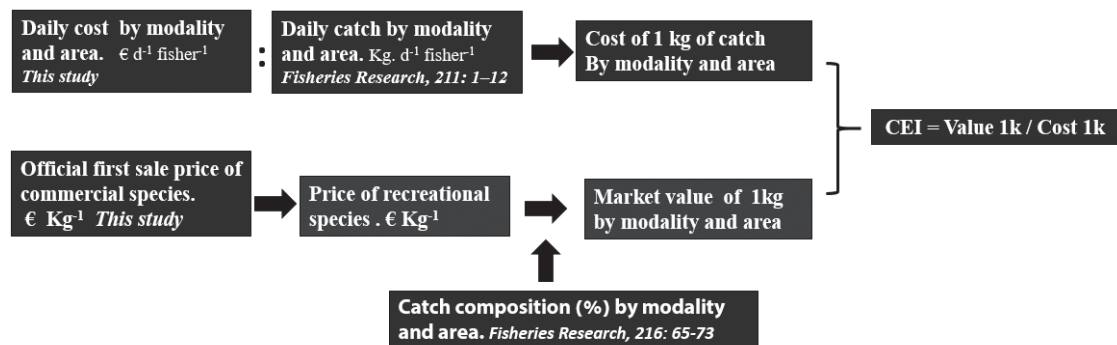 Daily cost by modality
and area. € d⁻¹ fisher⁻¹
This study
:
Daily catch by modality
and area. Kg. d⁻¹ fisher⁻¹
Fisheries Research, 211: 1–12
Cost of 1 kg of catch
By modality and area
CEI = Value 1k / Cost 1k
Official first sale price of
commercial species.
€ Kg⁻¹ This study
Price of recreational
species . € Kg⁻¹
Market value of 1kg
by modality and area
Catch composition (%) by modality
and area. Fisheries Research, 216: 65-73